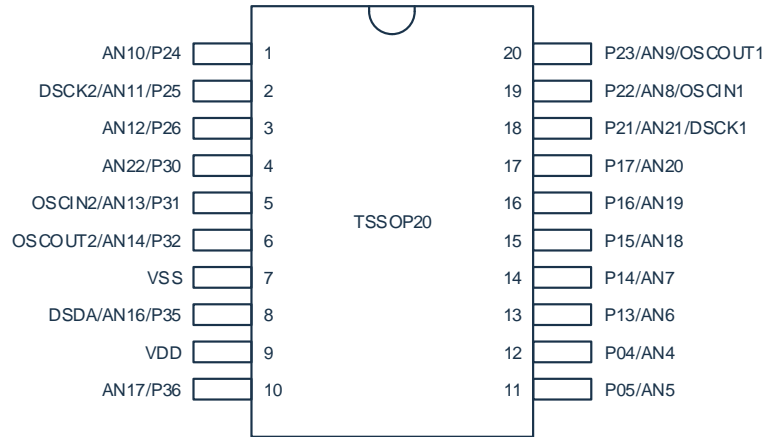 AN10/P24 1 20 P23/AN9/OSCOUT1
DSCK2/AN11/P25 2 19 P22/AN8/OSCIN1
AN12/P26 3 18 P21/AN21/DSCK1
AN22/P30 4 17 P17/AN20
OSCIN2/AN13/P31 5 16 P16/AN19
TSSOP20
OSCOUT2/AN14/P32 6 15 P15/AN18
VSS 7 14 P14/AN7
DSDA/AN16/P35 8 13 P13/AN6
VDD 9 12 P04/AN4
AN17/P36 10 11 P05/AN5